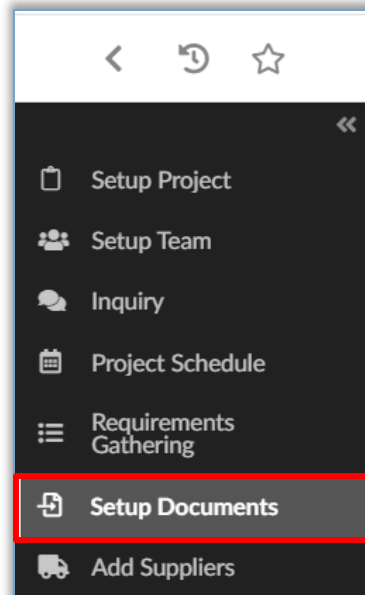 Setup Project
Setup Team
Inquiry
Project Schedule
Requirements
Gathering
Setup Documents
Add Suppliers